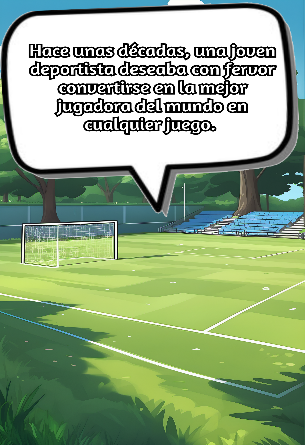 Hace unas décadas, una joven
deportista deseaba con fervor
convertirse en la mejor
jugadora del mundo en
cualquier juego.